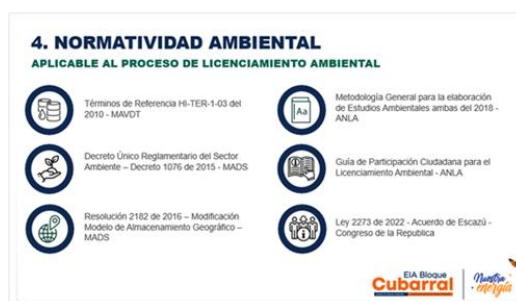 4. NORMATIVIDAD AMBIENTAL
APLICABLE AL PROCESO DE LICENCIAMIENTO AMBIENTAL
Términos de Referencia HI-TER-1-03 del
2010 - MAVDT
Decreto Único Reglamentario del Sector
Ambiente – Decreto 1076 de 2015 - MADS
Resolución 2182 de 2016 – Modificación
Modelo de Almacenamiento Geográfico –
MADS
Aa
Metodología General para la elaboración
de Estudios Ambientales ambas del 2018 -
ANLA
Guía de Participación Ciudadana para el
Licenciamiento Ambiental - ANLA
Ley 2273 de 2022 - Acuerdo de Escazú -
Congreso de la Republica
EIA Bloque
Cubarral
Nuestra
energía